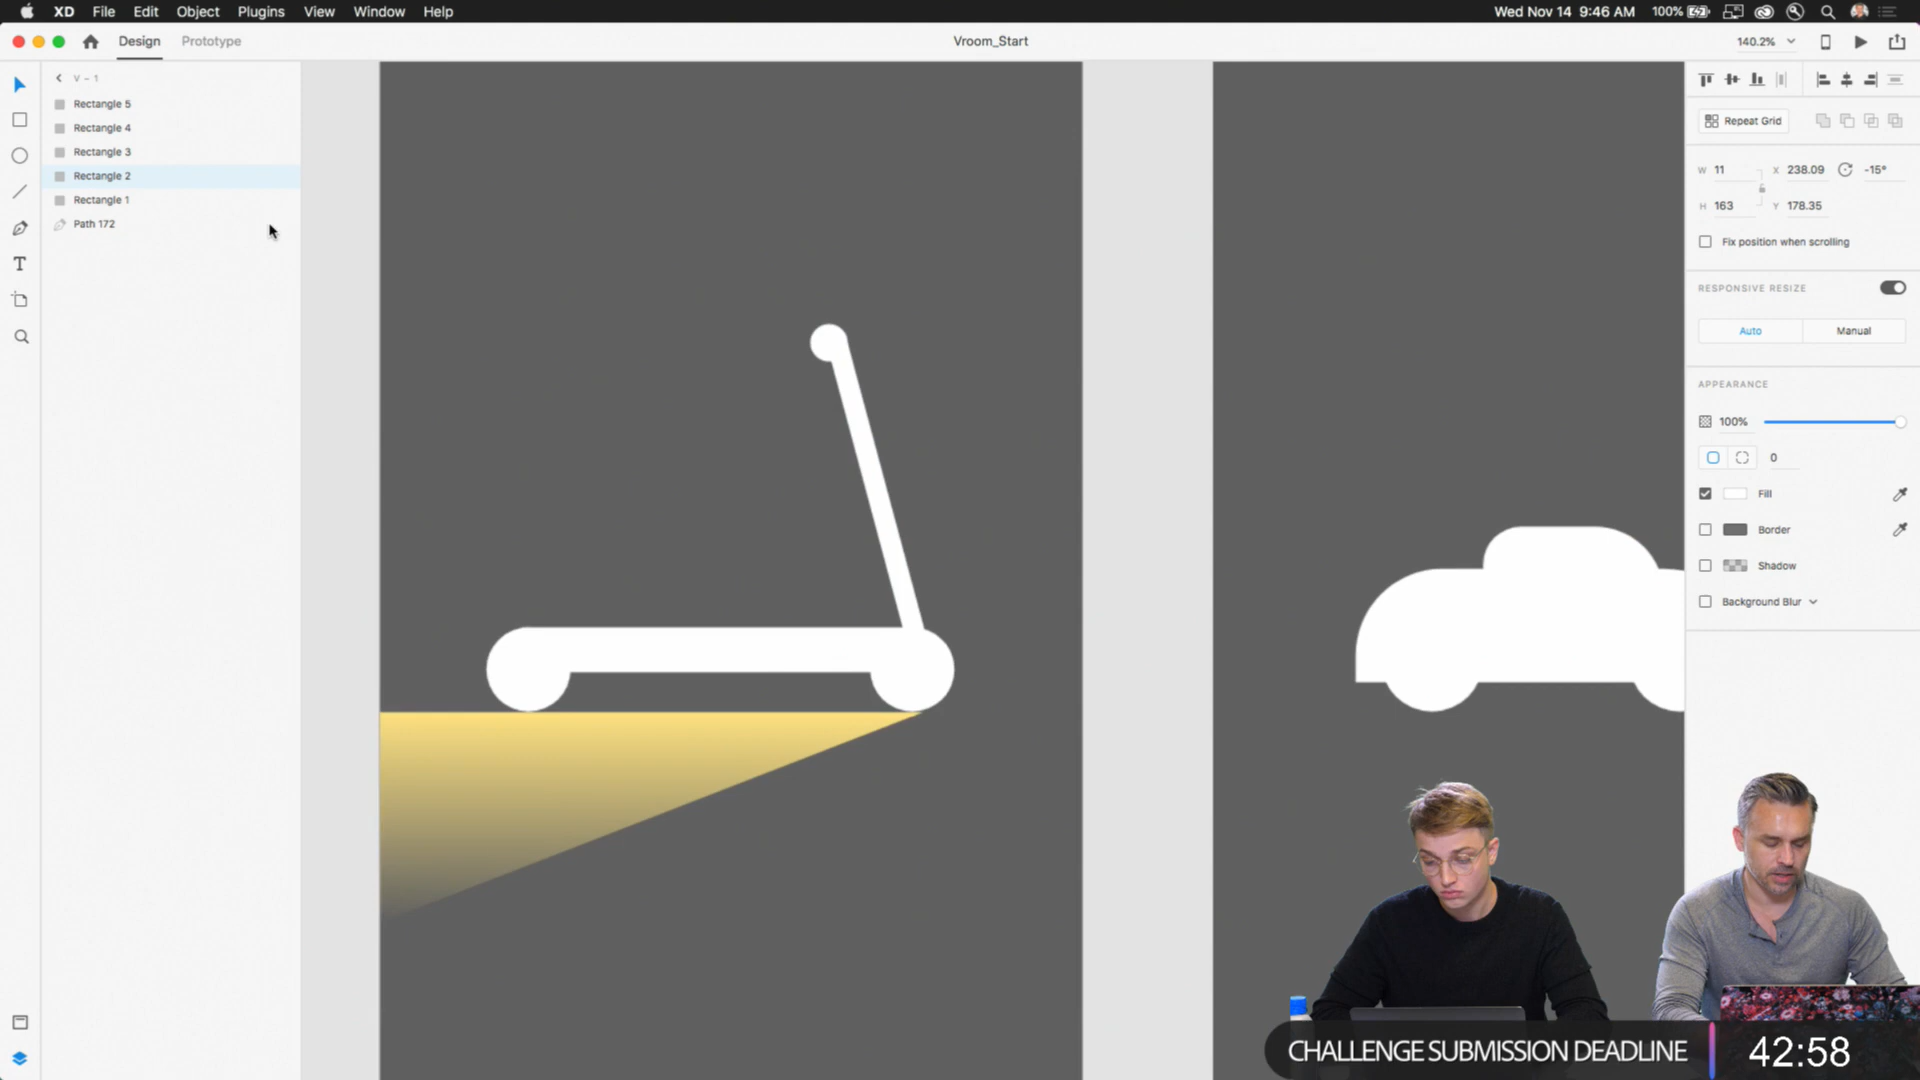 XD File Edit Object Plugins View Window Help
Wed Nov 14 9:46 AM 100%
Design Prototype
Vroom_Start
140.2%
V – 1
Rectangle 5
Rectangle 4
Rectangle 3
Rectangle 2
Rectangle 1
Path 172
T
Repeat Grid
W 11 X 238.09 -15°
H 163 Y 178.35
Fix position when scrolling
RESPONSIVE RESIZE
Auto Manual
APPEARANCE
100%
0
Fill
Border
Shadow
Background Blur
CHALLENGE SUBMISSION DEADLINE 42:58